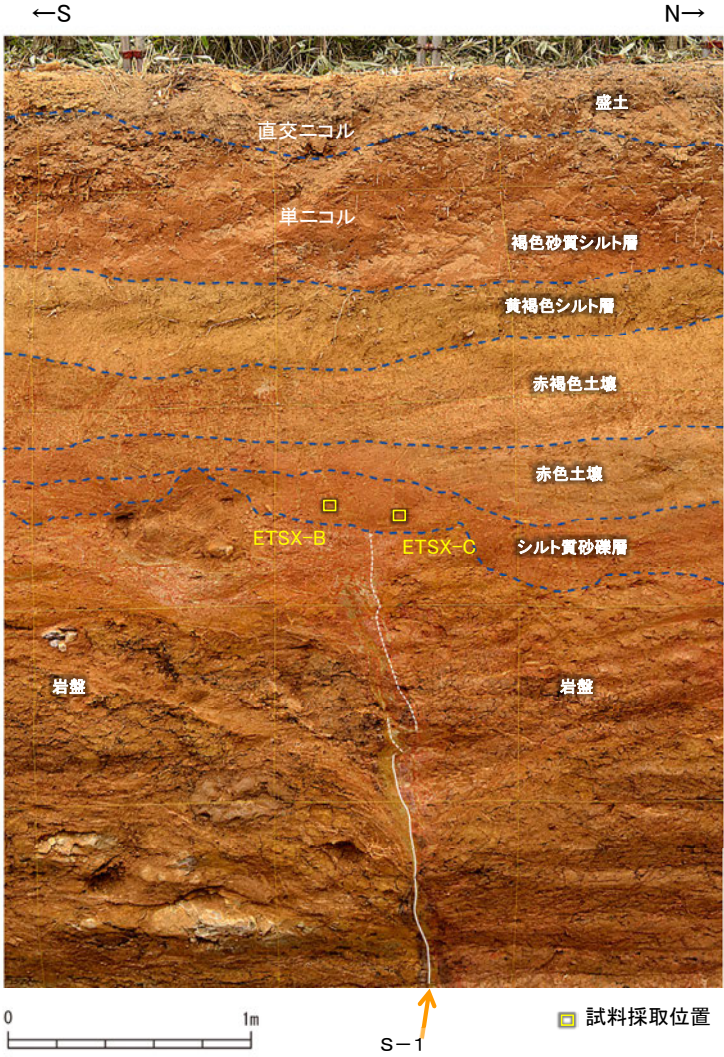 ←S
N→
盛土
直交ニコル
単ニコル
褐色砂質シルト層
黄褐色シルト層
赤褐色土壌
赤色土壌
ETSX-B
ETSX-C
シルト質砂礫層
岩盤
岩盤
0
1m
試料採取位置
S-1